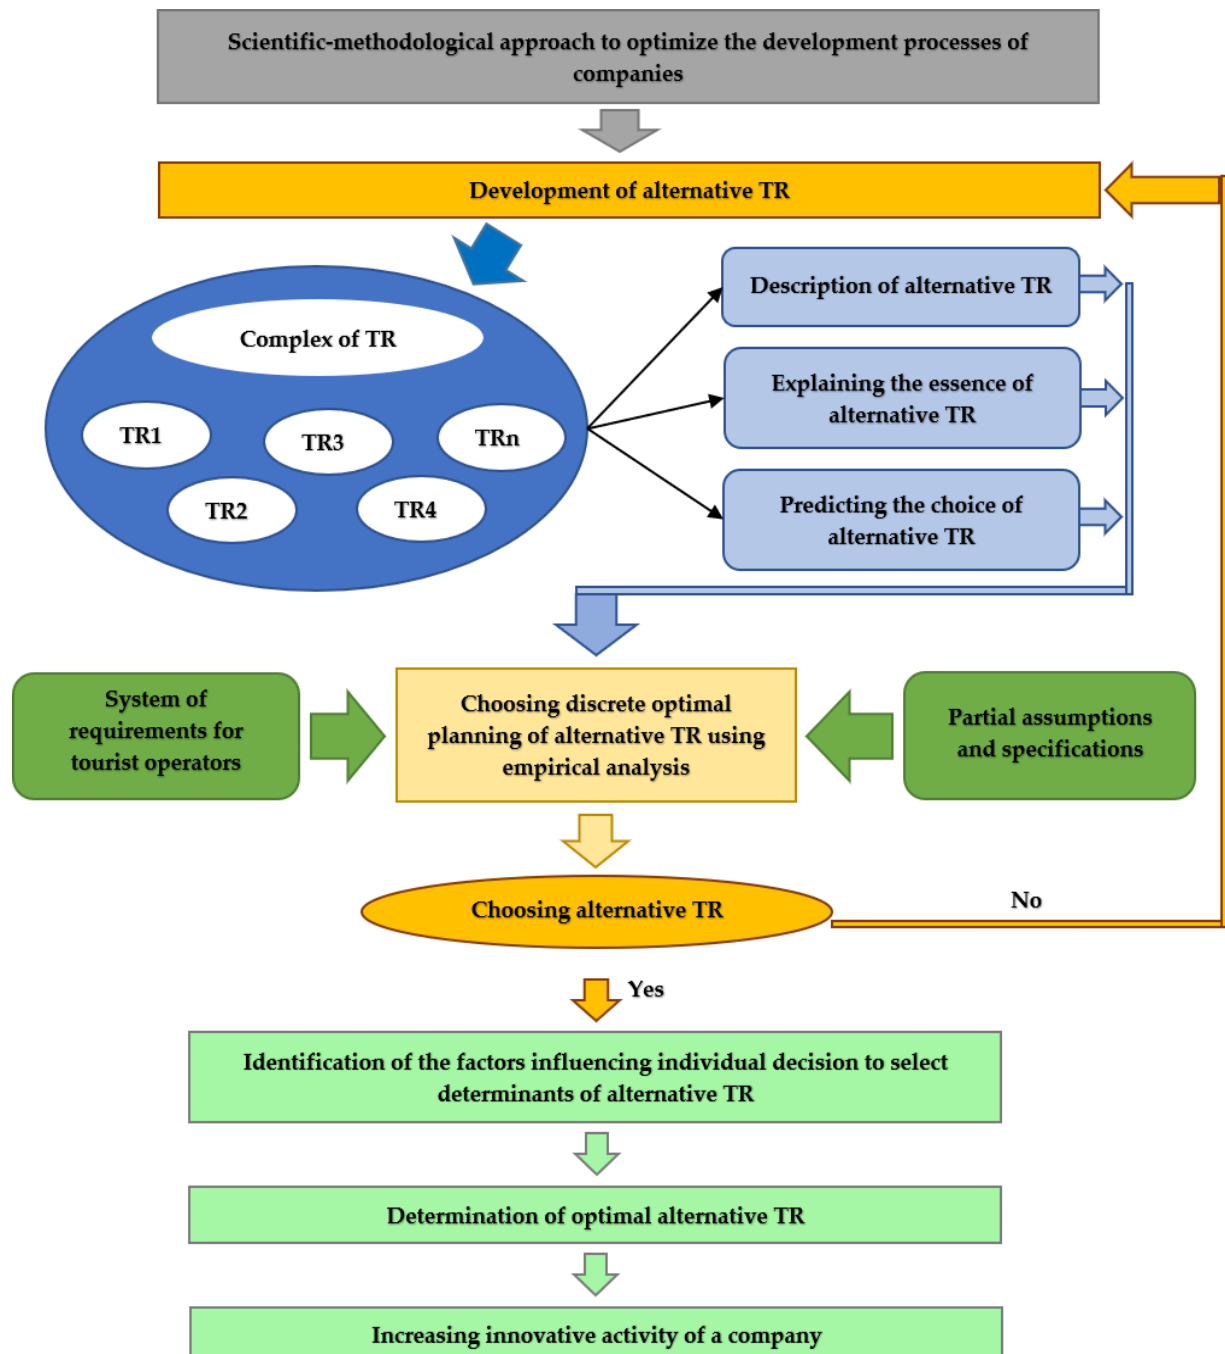 Scientific-methodological approach to optimize the development processes of
companies
Development of alternative TR
Complex of TR
TR1
TR3
TRn
TR2
TR4
Description of alternative TR
Explaining the essence of
alternative TR
Predicting the choice of
alternative TR
System of
requirements for
tourist operators
Choosing discrete optimal
planning of alternative TR using
empirical analysis
Partial assumptions
and specifications
Choosing alternative TR
No
Yes
Identification of the factors influencing individual decision to select
determinants of alternative TR
Determination of optimal alternative TR
Increasing innovative activity of a company